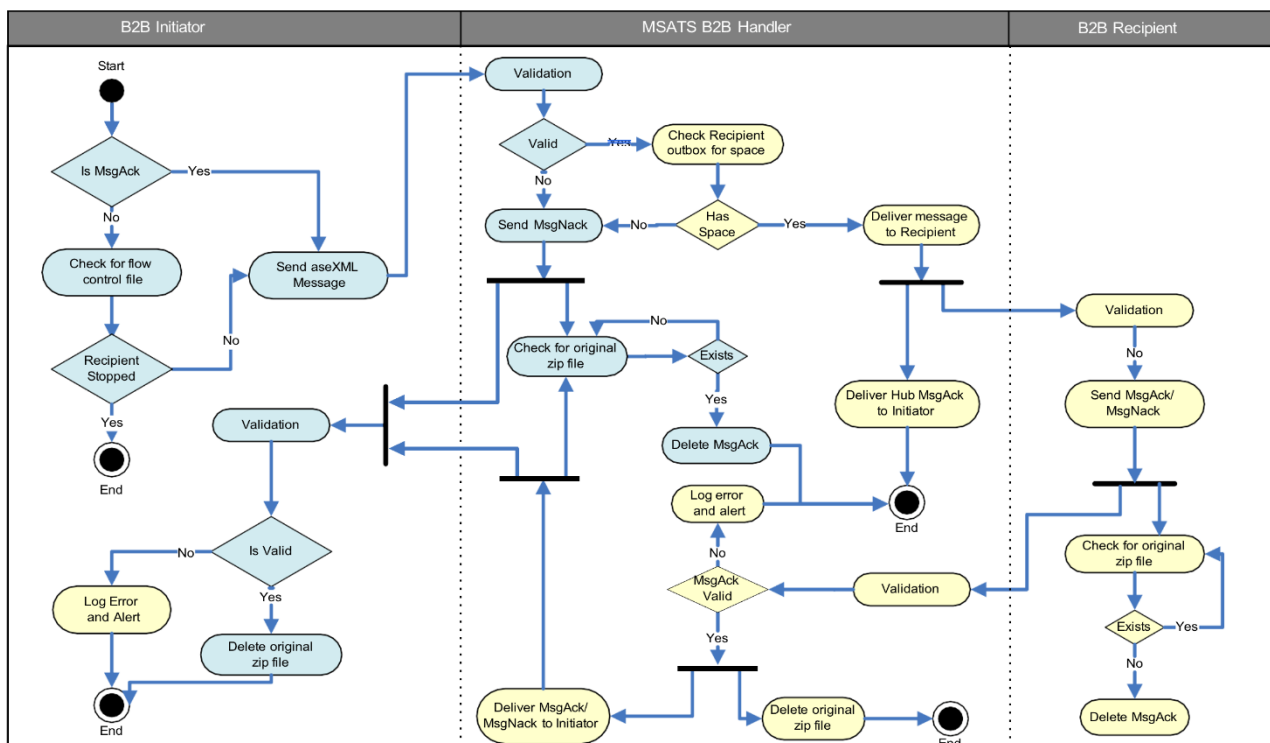 B2B Initiator
MSATS B2B Handler
B2B Recipient
Start
Is MsgAck
Yes
No
Check for flow
control file
Send aseXML
Message
Recipient
Stopped
No
Yes
End
Validation
Is Valid
No
Yes
Log Error
and Alert
Delete original
zip file
End
Validation
Valid
Yes
Check Recipient
outbox for space
No
Send MsgNack
No
Has
Space
Yes
Deliver message
to Recipient
No
Check for original
zip file
Exists
Yes
Deliver Hub MsgAck
to Initiator
Delete MsgAck
Log error
and alert
End
No
MsgAck
Valid
Validation
Yes
Deliver MsgAck/
MsgNack to Initiator
Delete original
zip file
End
Validation
No
Send MsgAck/
MsgNack
Check for original
zip file
Exists
Yes
No
Delete MsgAck